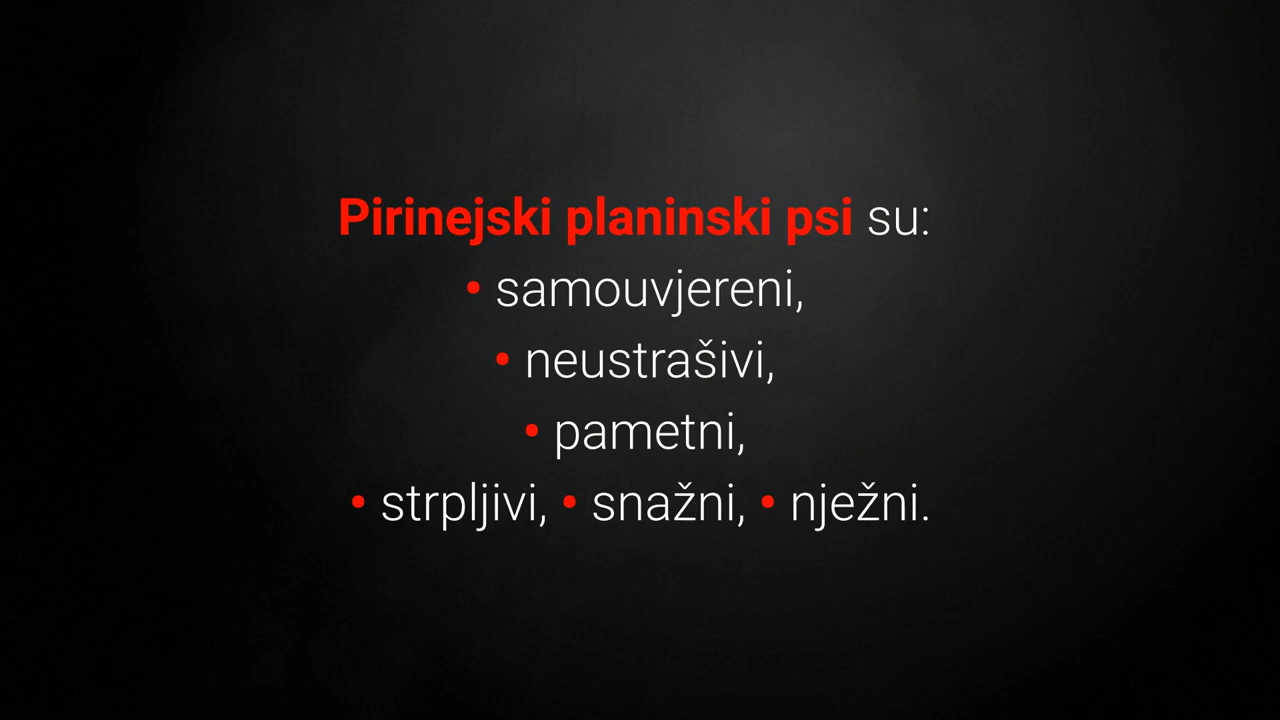 Pirinejski planinski psi su:
• samouvjereni,
• neustrašivi,
• pametni,
• strpljivi, • snažni, • nježni.